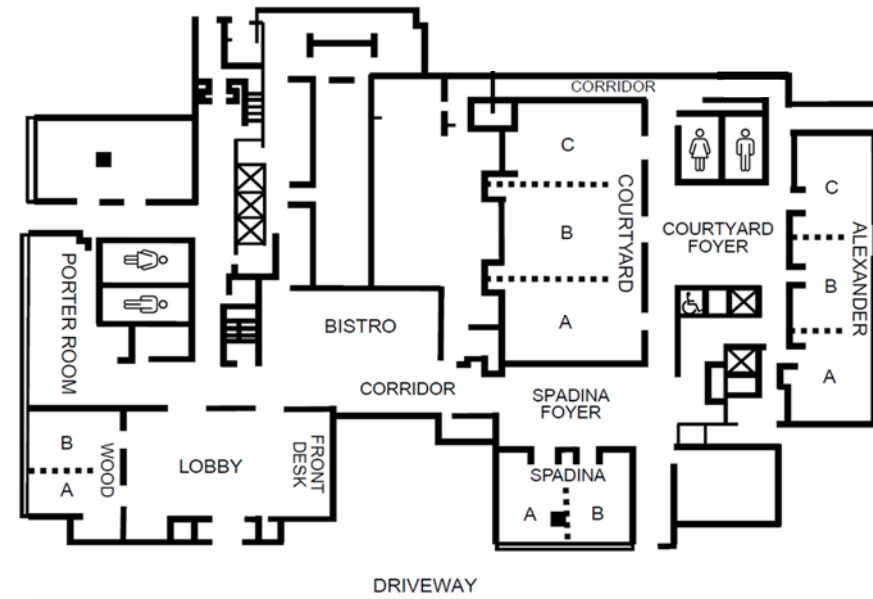 CORRIDOR
C
C
COURTYARD
B
COURTYARD
FOYER
ALEXANDER
PORTER ROOM
B
BISTRO
A
CORRIDOR
SPADINA
FOYER
A
B
WOOD
A
LOBBY
FRONT
DESK
SPADINA
A
B
DRIVEWAY